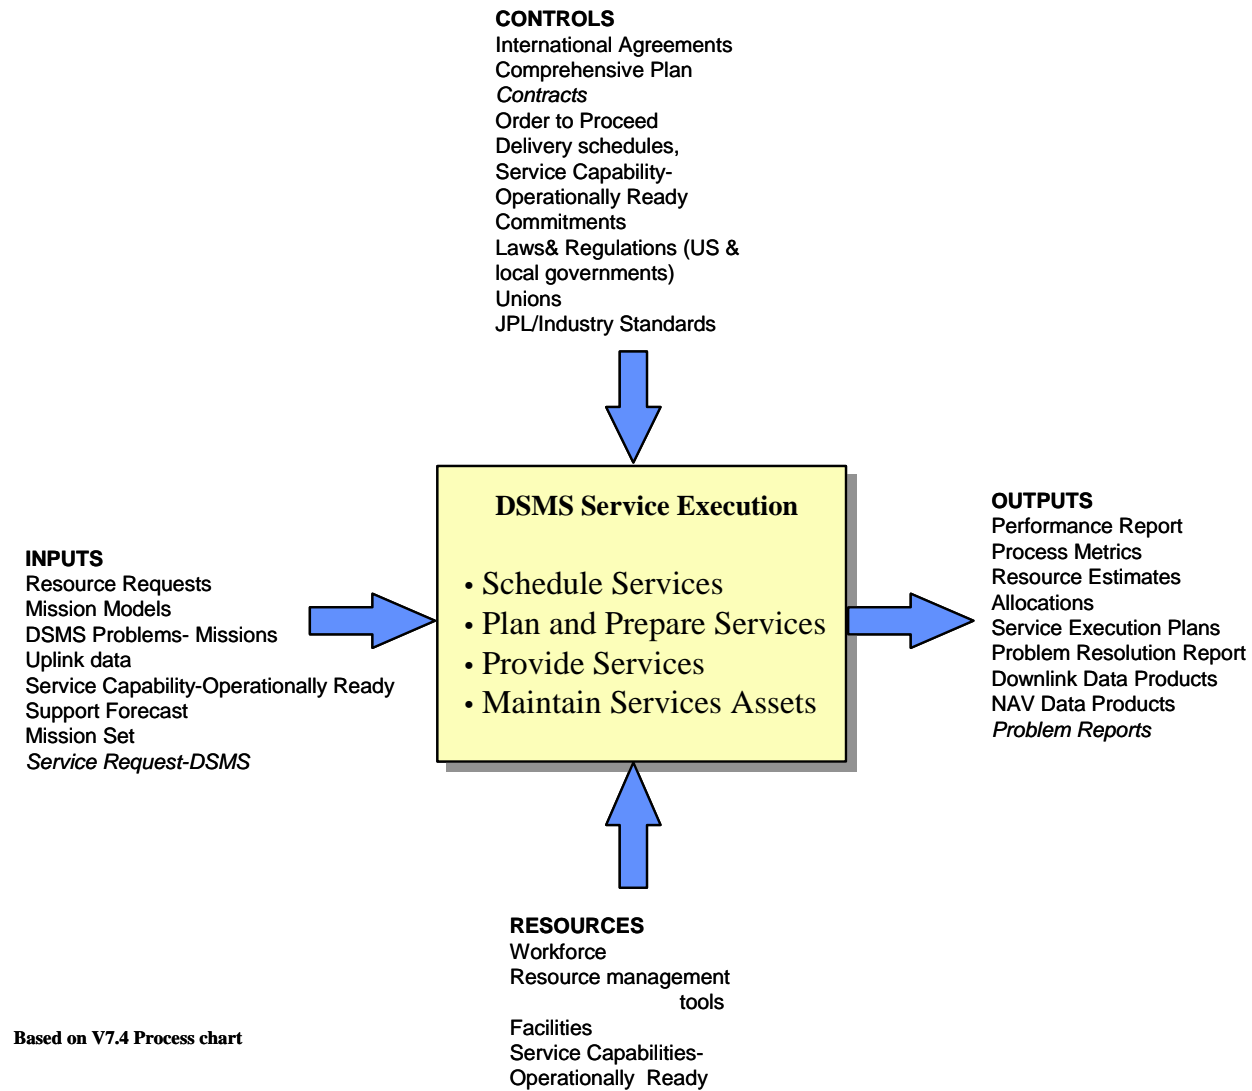 CONTROLS
International Agreements
Comprehensive Plan
Contracts
Order to Proceed
Delivery schedules,
Service Capability-
Operationally Ready
Commitments
Laws& Regulations (US &
local governments)
Unions
JPL/Industry Standards
INPUTS
Resource Requests
Mission Models
DSMS Problems- Missions
Uplink data
Service Capability-Operationally Ready
Support Forecast
Mission Set
Service Request-DSMS
DSMS Service Execution
• Schedule Services
• Plan and Prepare Services
• Provide Services
• Maintain Services Assets
OUTPUTS
Performance Report
Process Metrics
Resource Estimates
Allocations
Service Execution Plans
Problem Resolution Report
Downlink Data Products
NAV Data Products
Problem Reports
RESOURCES
Workforce
Resource management
tools
Facilities
Service Capabilities-
Operationally Ready
Based on V7.4 Process chart